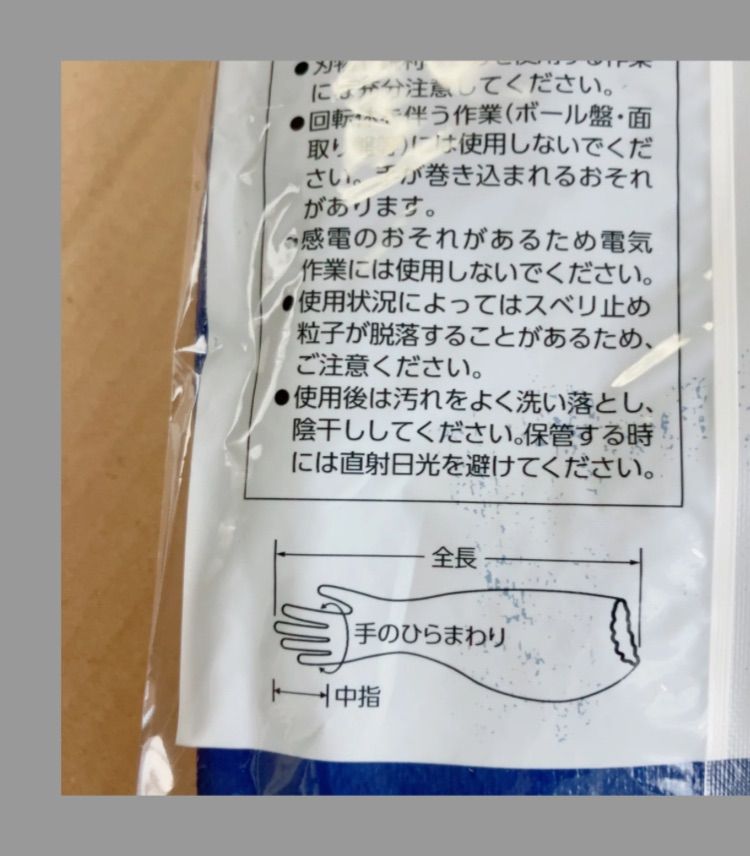 に十分注意してください。
●回転体を伴う作業(ボール盤・面
取り盤等)には使用しないでくだ
さい。手が巻き込まれるおそれ
があります。
●感電のおそれがあるため電気
作業には使用しないでください。
●使用状況によってはスベリ止め
粒子が脱落することがあるため、
ご注意ください。
●使用後は汚れをよく洗い落とし、
陰干ししてください。保管する時
には直射日光を避けてください。
全長
手のひらまわり
中指